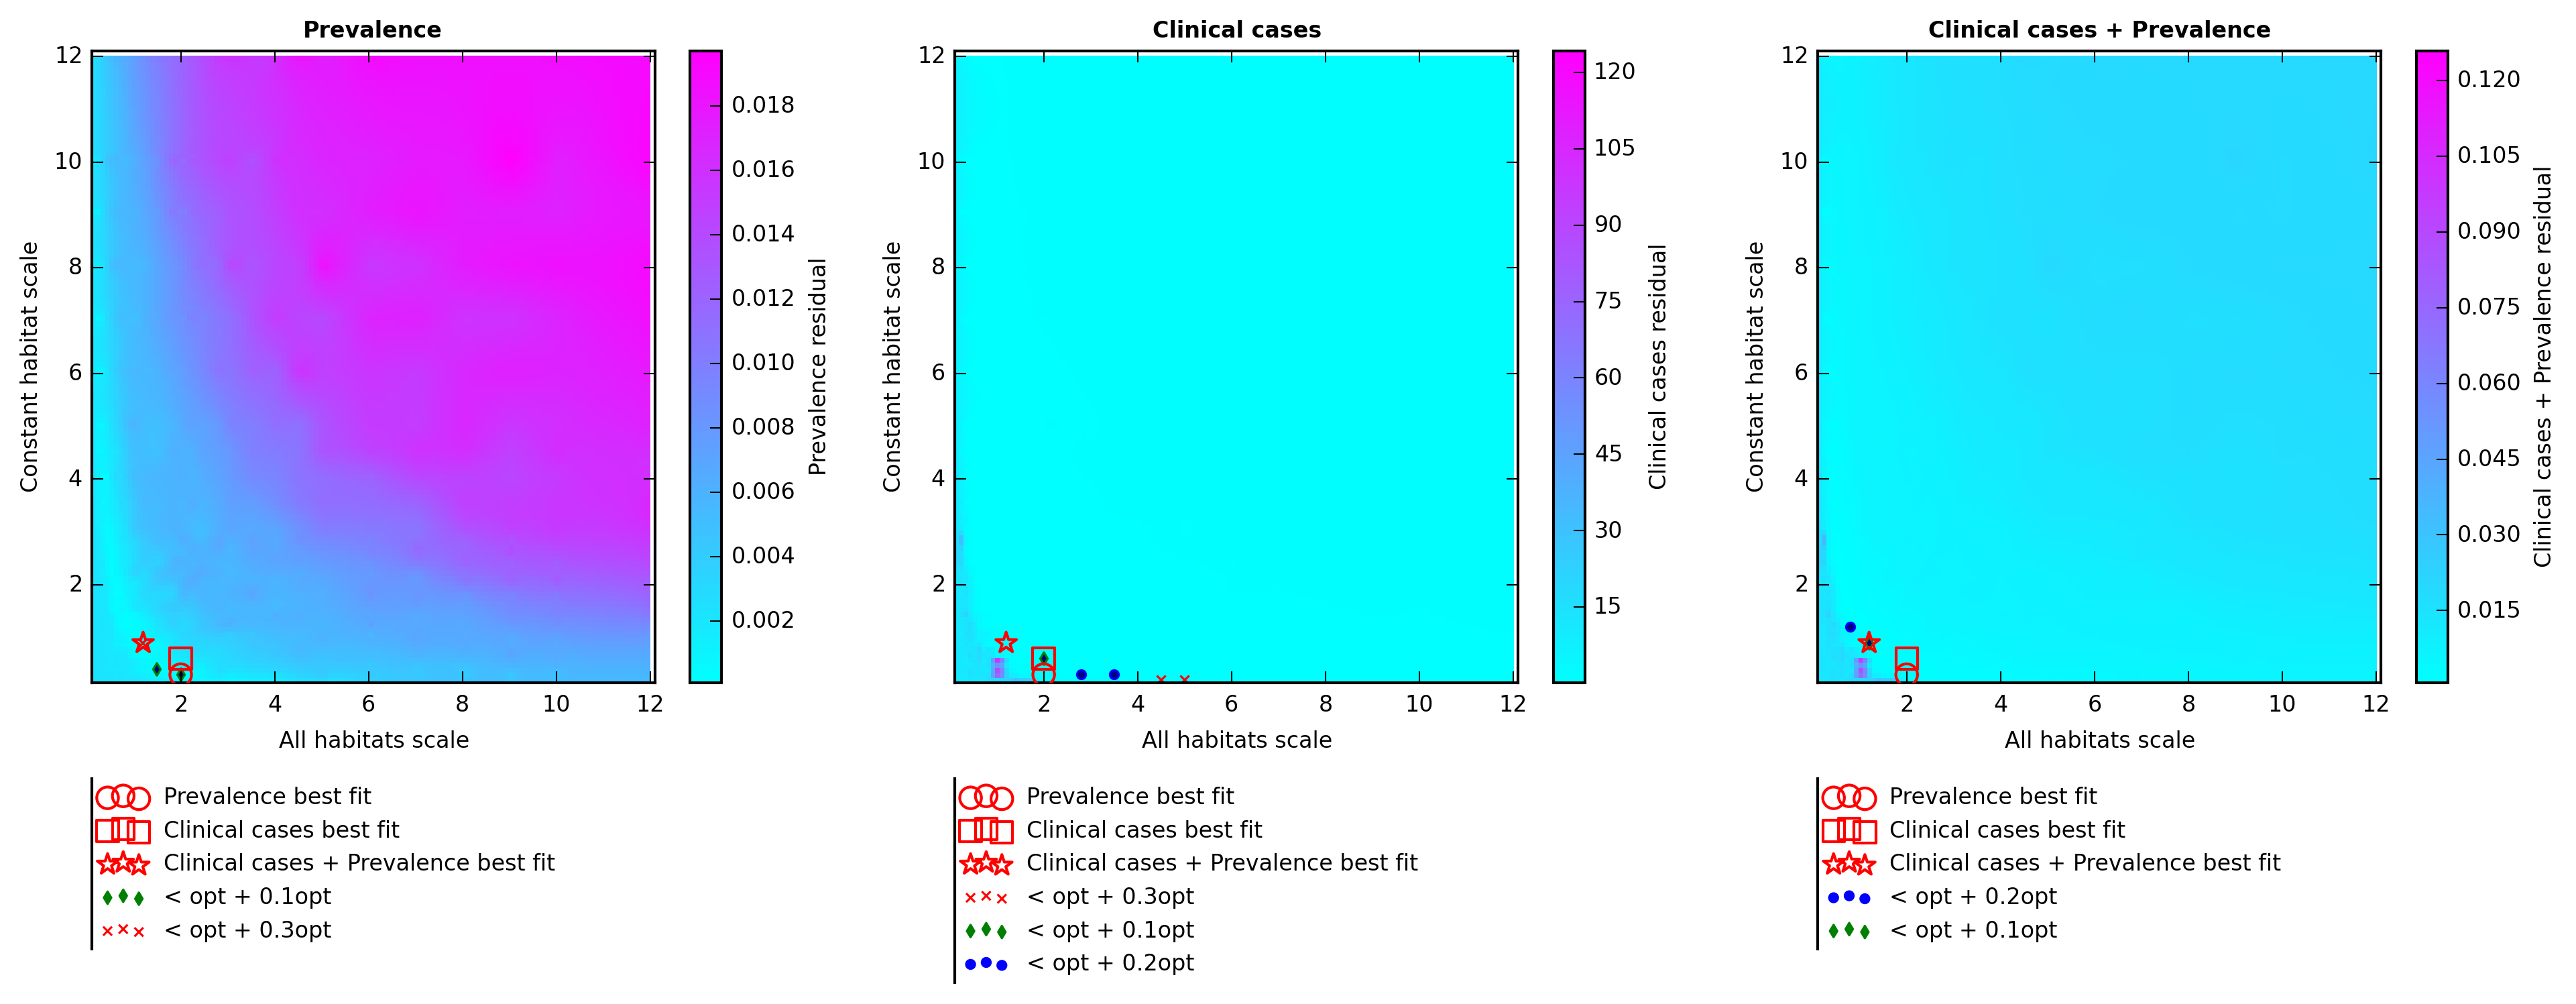 Prevalence
12
10
8
6
4
2
2
4
6
8
10
12
Constant habitat scale
All habitats scale
0.018
0.016
0.014
0.012
0.010
0.008
0.006
0.004
0.002
Prevalence residual
Prevalence best fit
Clinical cases best fit
Clinical cases + Prevalence best fit
< opt + 0.1opt
< opt + 0.3opt
Clinical cases
12
10
8
6
4
2
2
4
6
8
10
12
Constant habitat scale
All habitats scale
120
105
90
75
60
45
30
15
Clinical cases residual
Prevalence best fit
Clinical cases best fit
Clinical cases + Prevalence best fit
< opt + 0.3opt
< opt + 0.1opt
< opt + 0.2opt
Clinical cases + Prevalence
12
10
8
6
4
2
2
4
6
8
10
12
Constant habitat scale
All habitats scale
0.120
0.105
0.090
0.075
0.060
0.045
0.030
0.015
Clinical cases + Prevalence residual
Prevalence best fit
Clinical cases best fit
Clinical cases + Prevalence best fit
< opt + 0.2opt
< opt + 0.1opt